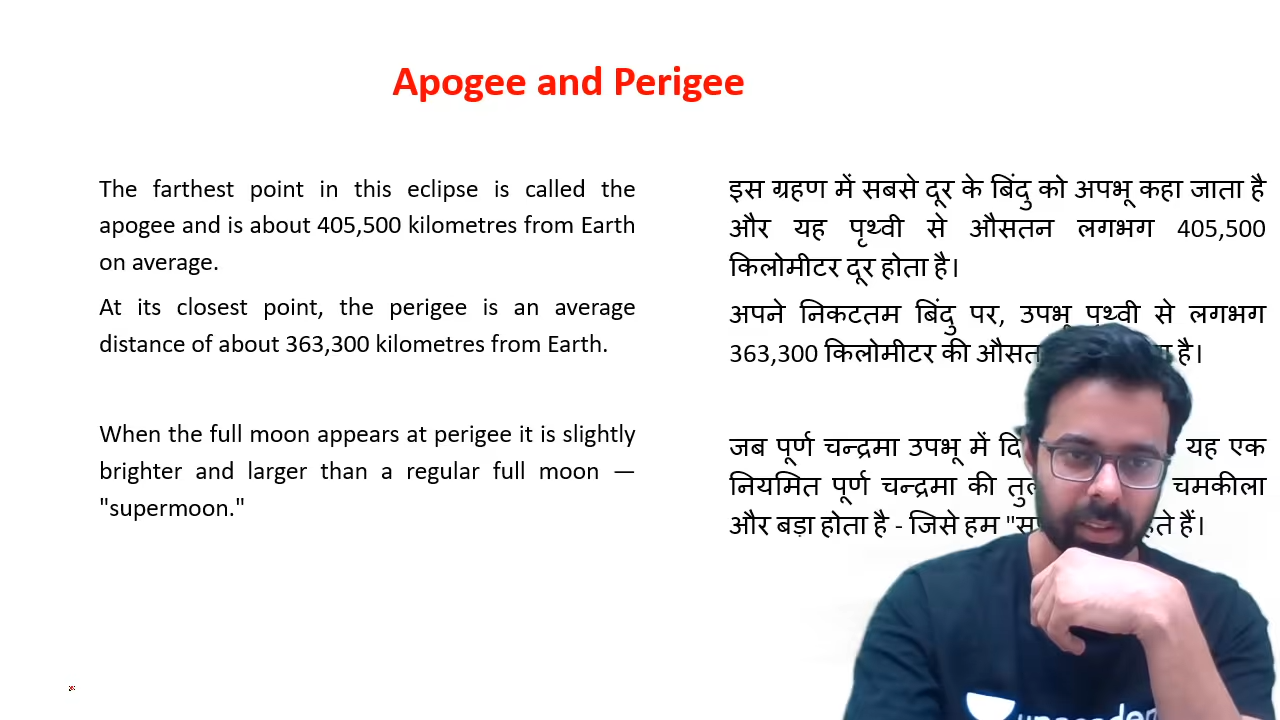 Apogee and Perigee
The farthest point in this eclipse is called the
apogee and is about 405,500 kilometres from Earth
on average.
At its closest point, the perigee is an average
distance of about 363,300 kilometres from Earth.
When the full moon appears at perigee it is slightly
brighter and larger than a regular full moon —
"supermoon."
इस ग्रहण में सबसे दूर के बिंदु को अपभू कहा जाता है
और यह पृथ्वी से औसतन लगभग 405,500
किलोमीटर दूर होता है।
अपने निकटतम बिंदु पर, उपभू पृथ्वी से लगभग
363,300 किलोमीटर की औसत है।
जब पूर्ण चन्द्रमा उपभू में यह एक
नियमित पूर्ण चन्द्रमा की चमकीला
और बड़ा होता है - जिसे हम हैं।